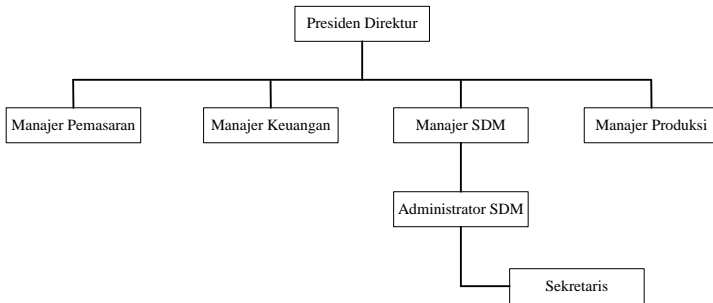 Presiden Direktur
Manajer Pemasaran
Manajer Keuangan
Manajer SDM
Manajer Produksi
Administrator SDM
Sekretaris